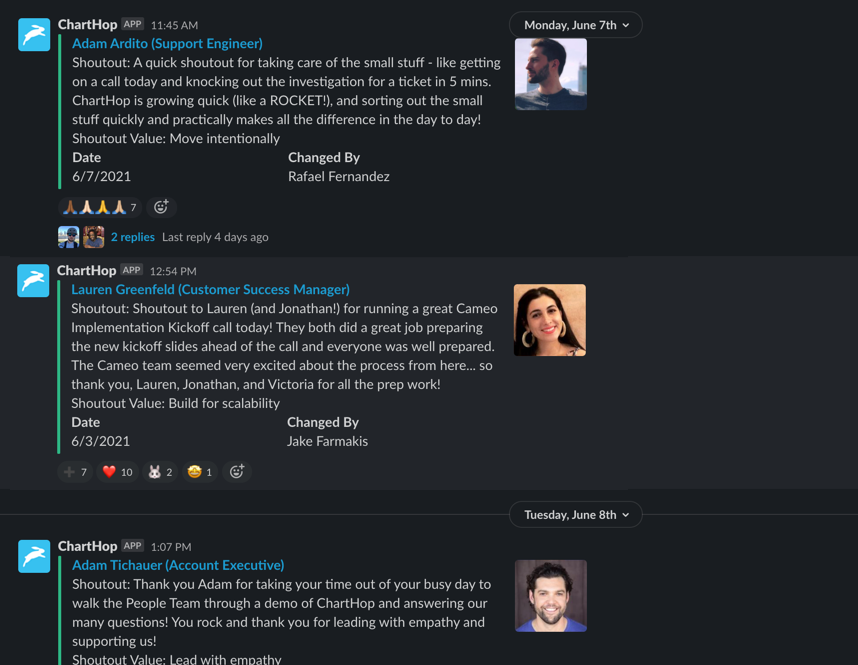 Monday, June 7th
ChartHop APP 11:45 AM
Adam Ardito (Support Engineer)
Shoutout: A quick shoutout for taking care of the small stuff - like getting
on a call today and knocking out the investigation for a ticket in 5 mins.
ChartHop is growing quick (like a ROCKET!), and sorting out the small
stuff quickly and practically makes all the difference in the day to day!
Shoutout Value: Move intentionally
Date Changed By
6/7/2021 Rafael Fernandez
7
2 replies Last reply 4 days ago
ChartHop APP 12:54 PM
Lauren Greenfeld (Customer Success Manager)
Shoutout: Shoutout to Lauren (and Jonathan!) for running a great Cameo
Implementation Kickoff call today! They both did a great job preparing
the new kickoff slides ahead of the call and everyone was well prepared.
The Cameo team seemed very excited about the process from here... so
thank you, Lauren, Jonathan, and Victoria for all the prep work!
Shoutout Value: Build for scalability
Date Changed By
6/3/2021 Jake Farmakis
7 10 2 1
Tuesday, June 8th
ChartHop APP 1:07 PM
Adam Tichauer (Account Executive)
Shoutout: Thank you Adam for taking your time out of your busy day to
walk the People Team through a demo of ChartHop and answering our
many questions! You rock and thank you for leading with empathy and
supporting us!
Shoutout Value: Lead with empathy